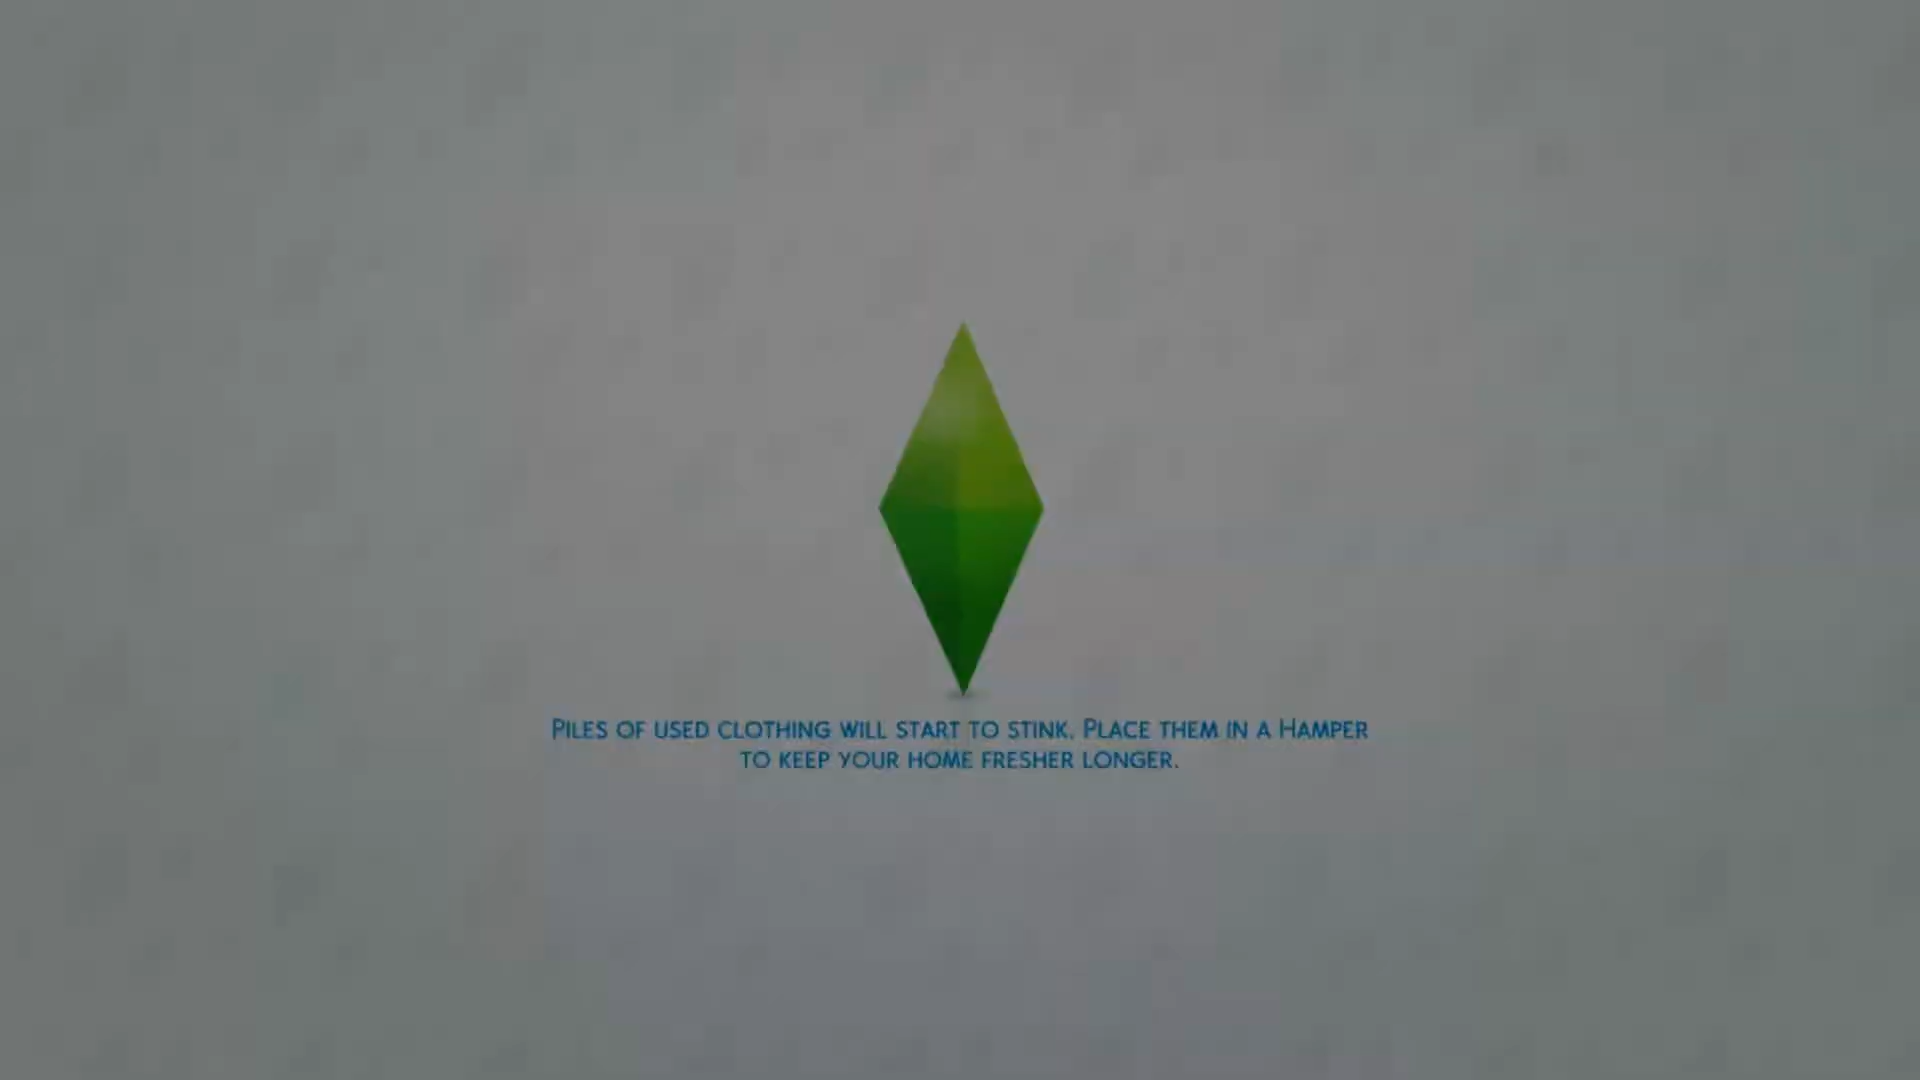 Piles of used clothing will start to stink. Place them in a Hamper
to keep your home fresher longer.